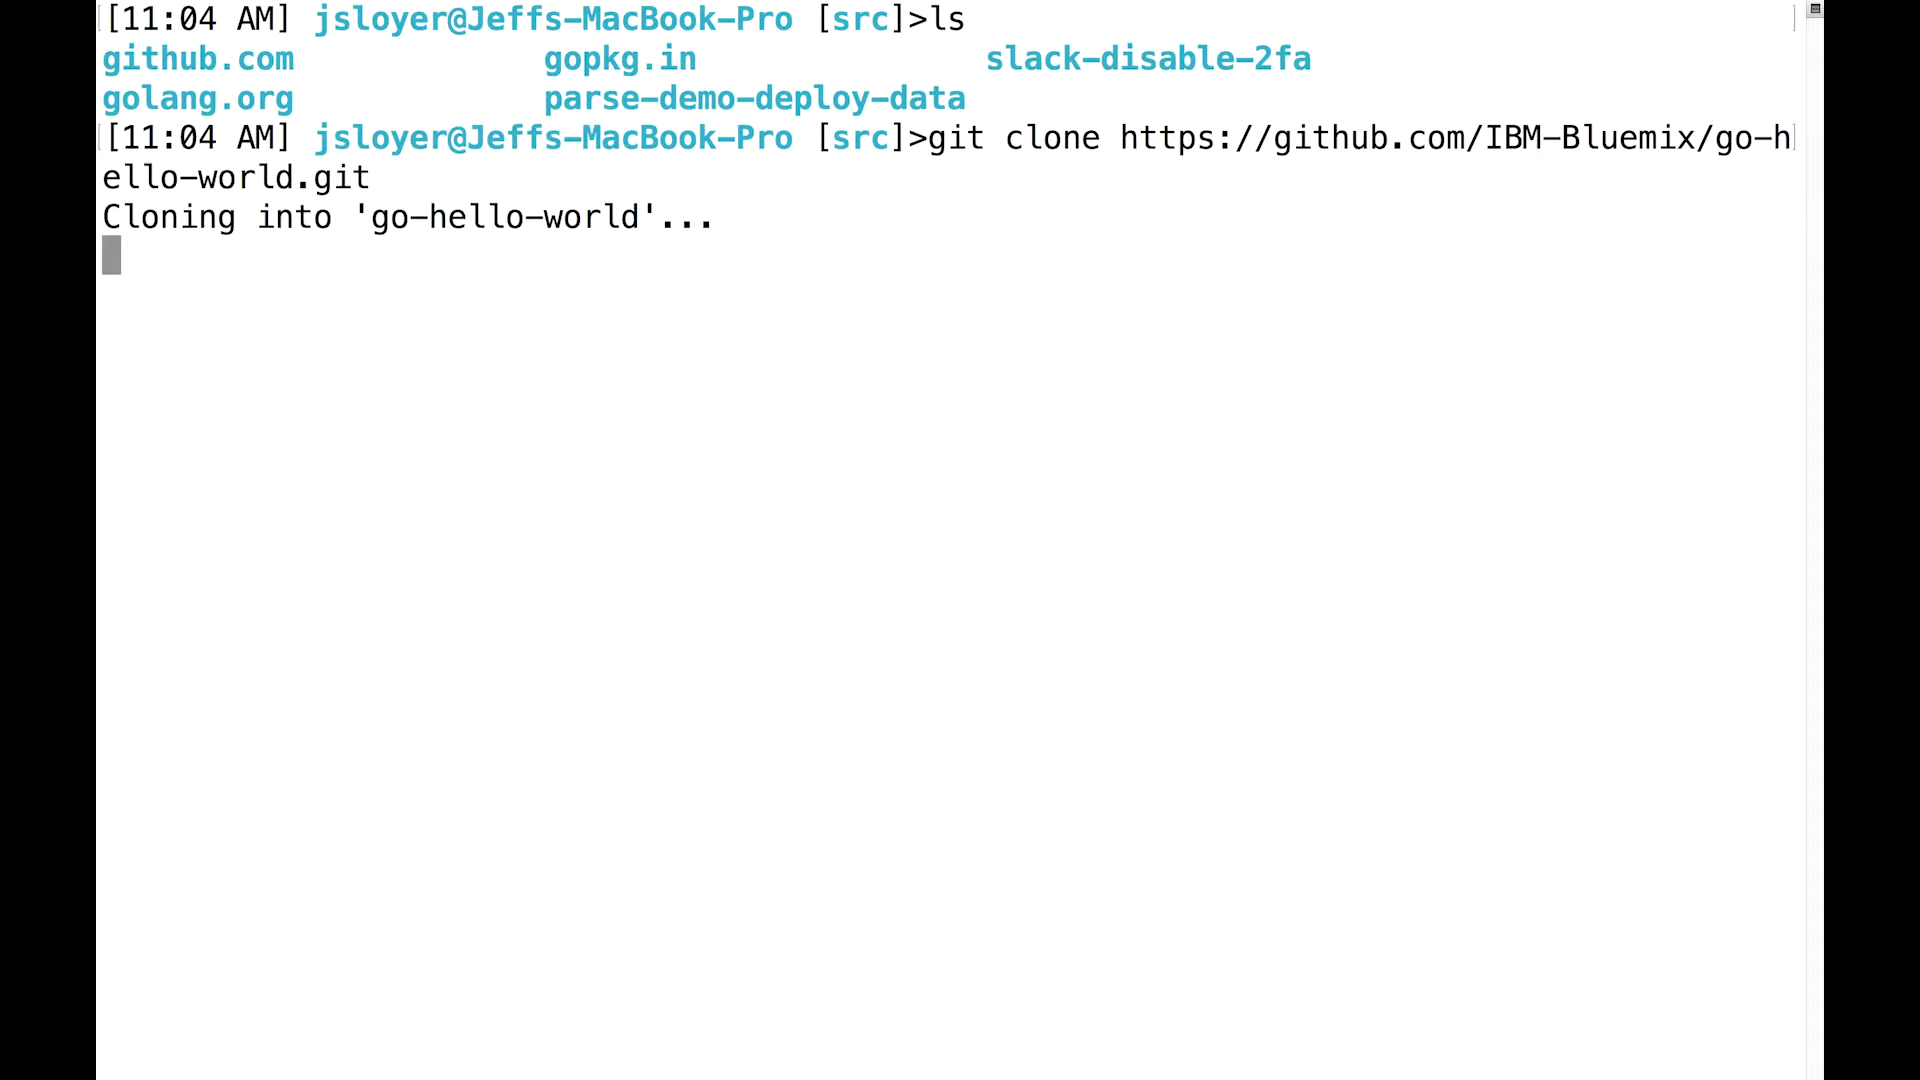 [11:04 AM] jsloyer@Jeffs-MacBook-Pro [src]>ls
github.com gopkg.in slack-disable-2fa
golang.org parse-demo-deploy-data
[11:04 AM] jsloyer@Jeffs-MacBook-Pro [src]>git clone https://github.com/IBM-Bluemix/go-h
ello-world.git
Cloning into 'go-hello-world'...